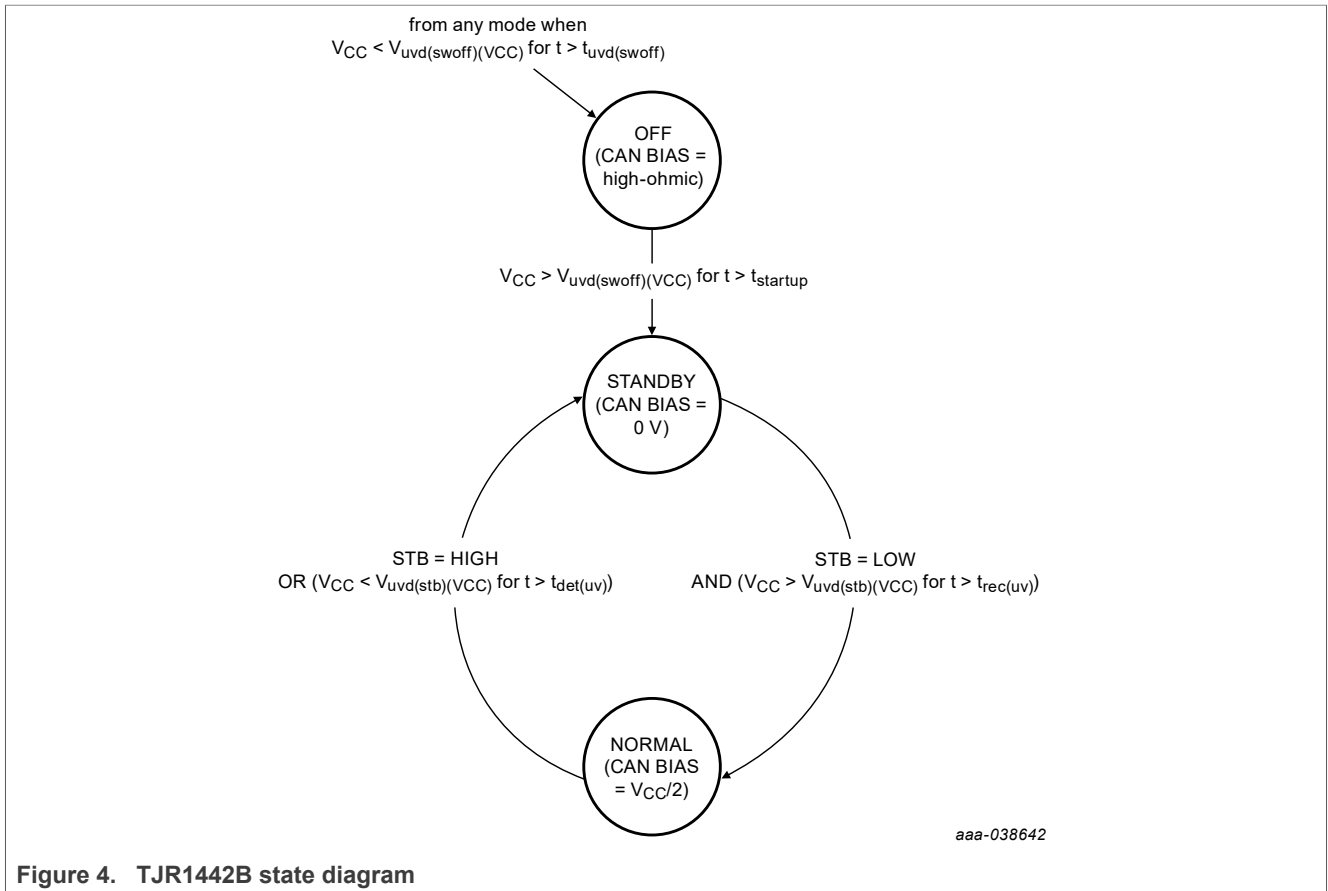 from any mode when
VCC < Vuvd(swoff)(VCC) for t > tuvd(swoff)
OFF
(CAN BIAS =
high-ohmic)
VCC > Vuvd(swoff)(VCC) for t > tstartup
STANDBY
(CAN BIAS =
0 V)
STB = HIGH
OR (VCC < Vuvd(stb)(VCC) for t > tdet(uv))
STB = LOW
AND (VCC > Vuvd(stb)(VCC) for t > trec(uv))
NORMAL
(CAN BIAS
= VCC/2)
aaa-038642
Figure 4. TJR1442B state diagram